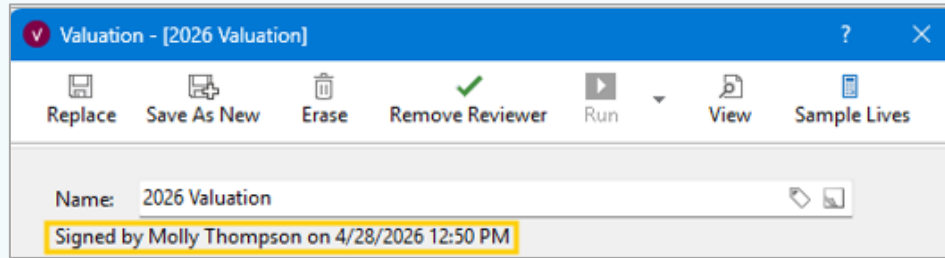 V Valuation - [2026 Valuation] ?
Replace Save As New Erase Remove Reviewer Run View Sample Lives
Name: 2026 Valuation
Signed by Molly Thompson on 4/28/2026 12:50 PM